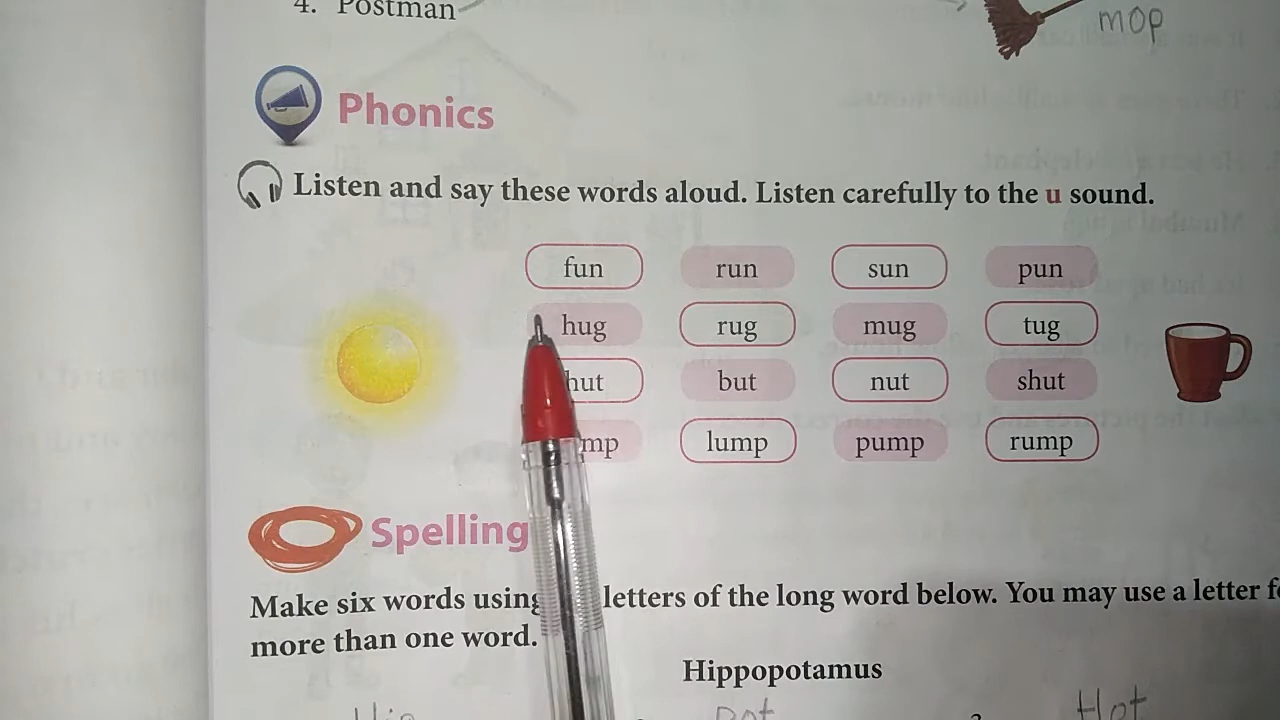 4. Postman
mop
Phonics
Listen and say these words aloud. Listen carefully to the u sound.
fun run sun pun
hug rug mug tug
hut but nut shut
mp lump pump rump
Spelling
Make six words using letters of the long word below. You may use a letter
more than one word.
Hippopotamus
Hot